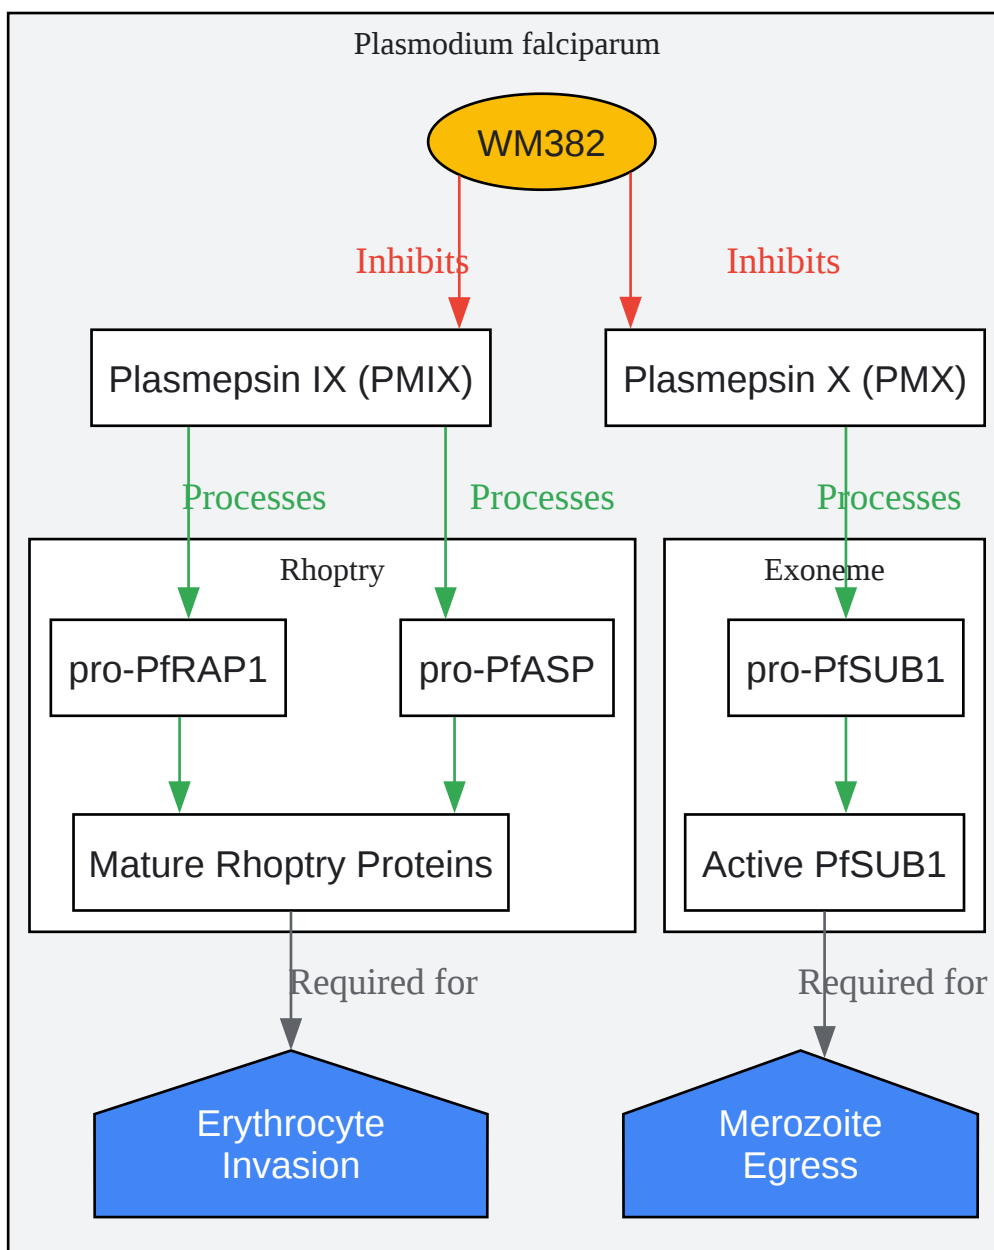 Plasmodium falciparum
WM382
Inhibits
Inhibits
Plasmepsin IX (PMIX)
Plasmepsin X (PMX)
Processes
Processes
Processes
Rhoptry
Exoneme
pro-PfRAP1
pro-PfASP
pro-PfSUB1
Mature Rhoptry Proteins
Active PfSUB1
Required for
Required for
Erythrocyte
Invasion
Merozoite
Egress